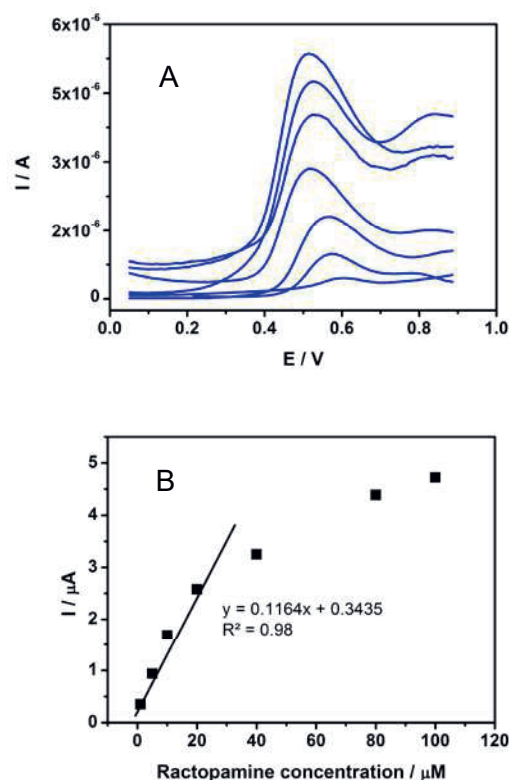 A
6x10⁻⁶
5x10⁻⁶
3x10⁻⁶
2x10⁻⁶
0
I / A
0.0 0.2 0.4 0.6 0.8 1.0
E / V
B
5
4
3
2
1
0
I / μA
y = 0.1164x + 0.3435
R² = 0.98
0 20 40 60 80 100 120
Ractopamine concentration / μM